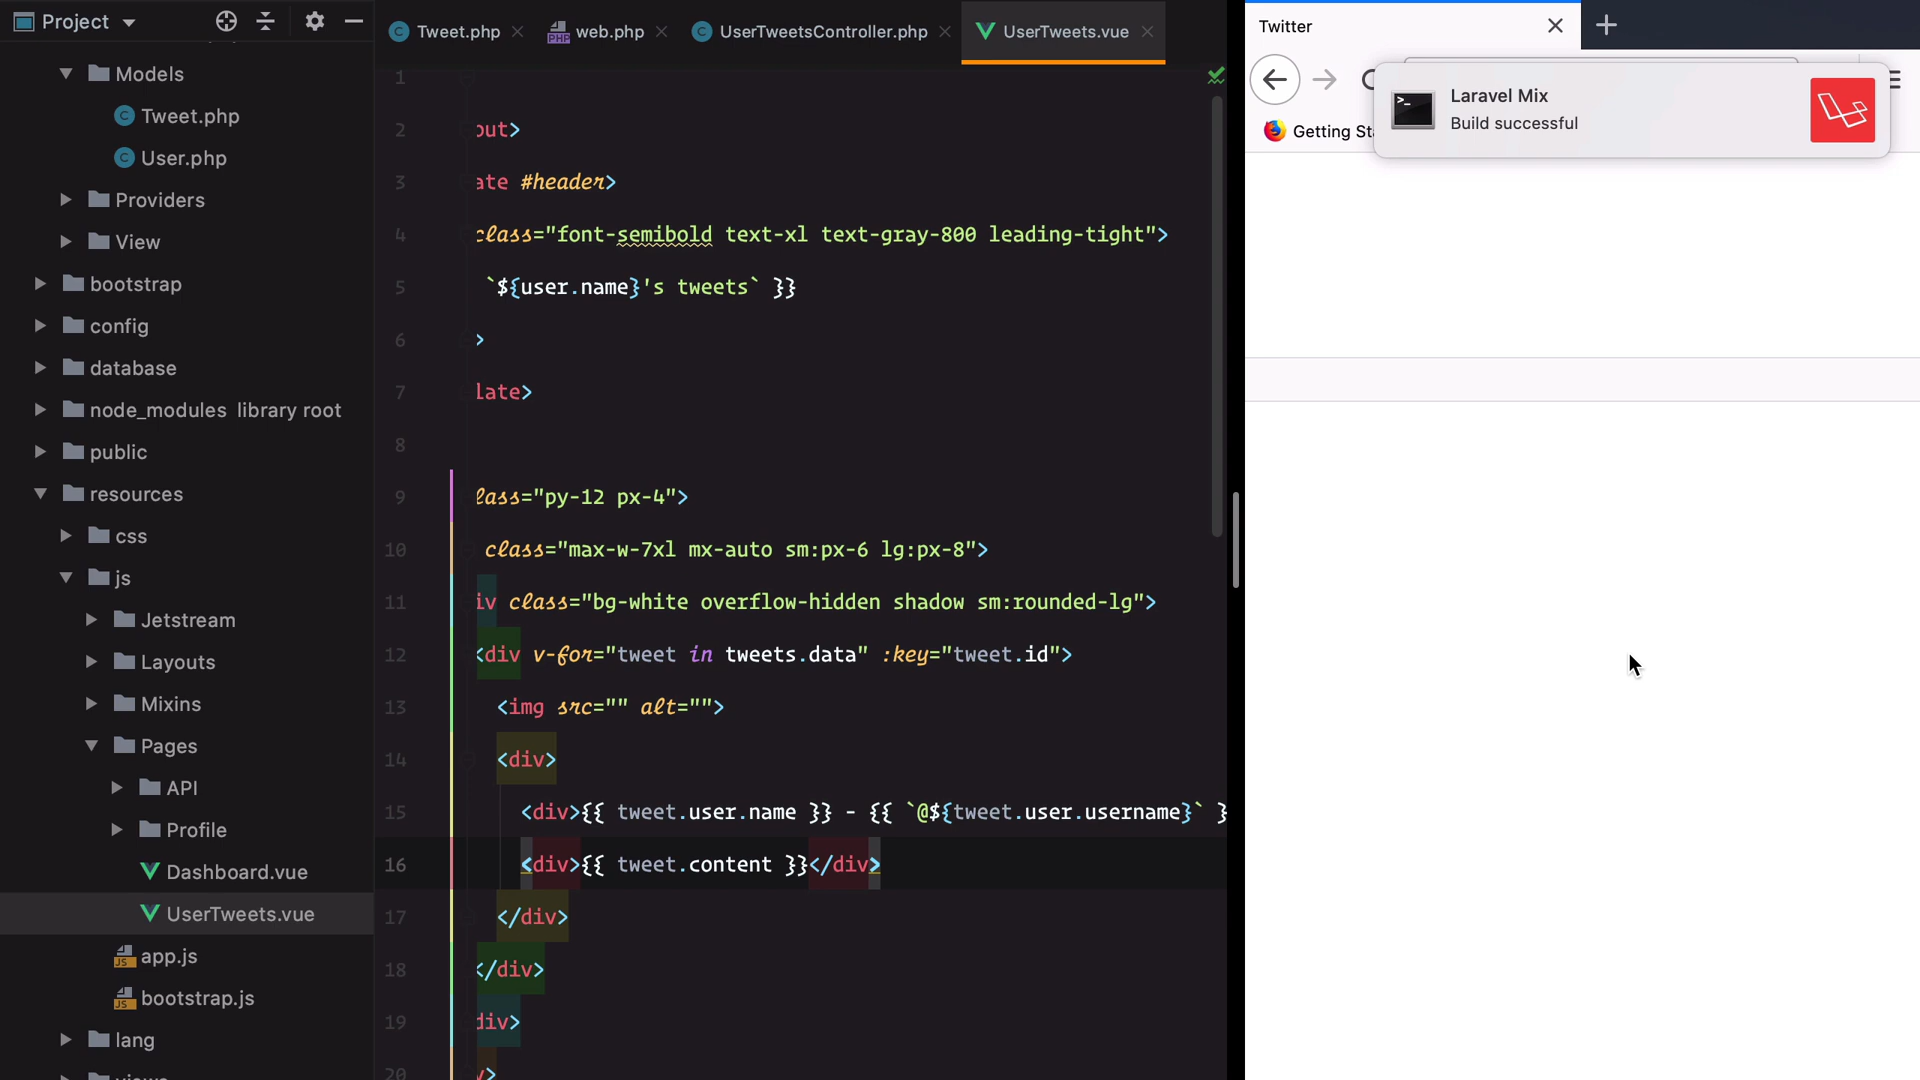 Project
Models
Tweet.php
User.php
Providers
View
bootstrap
config
database
node_modules library root
public
resources
css
js
Jetstream
Layouts
Mixins
Pages
API
Profile
Dashboard.vue
UserTweets.vue
app.js
bootstrap.js
lang
Tweet.php
web.php
UserTweetsController.php
UserTweets.vue
1
2 out>
3 ate #header>
4 class="font-semibold text-xl text-gray-800 leading-tight">
5 `${user.name}'s tweets` }}
6 >
7 late>
8
9 lass="py-12 px-4">
10 class="max-w-7xl mx-auto sm:px-6 lg:px-8">
11 iv class="bg-white overflow-hidden shadow sm:rounded-lg">
12 <div v-for="tweet in tweets.data" :key="tweet.id">
13 <img src="" alt="">
14 <div>
15 <div>{{ tweet.user.name }} - {{ `@${tweet.user.username}` }
16 <div>{{ tweet.content }}</div>
17 </div>
18 </div>
19 div>
20 v>
Twitter
Getting St
Laravel Mix
Build successful